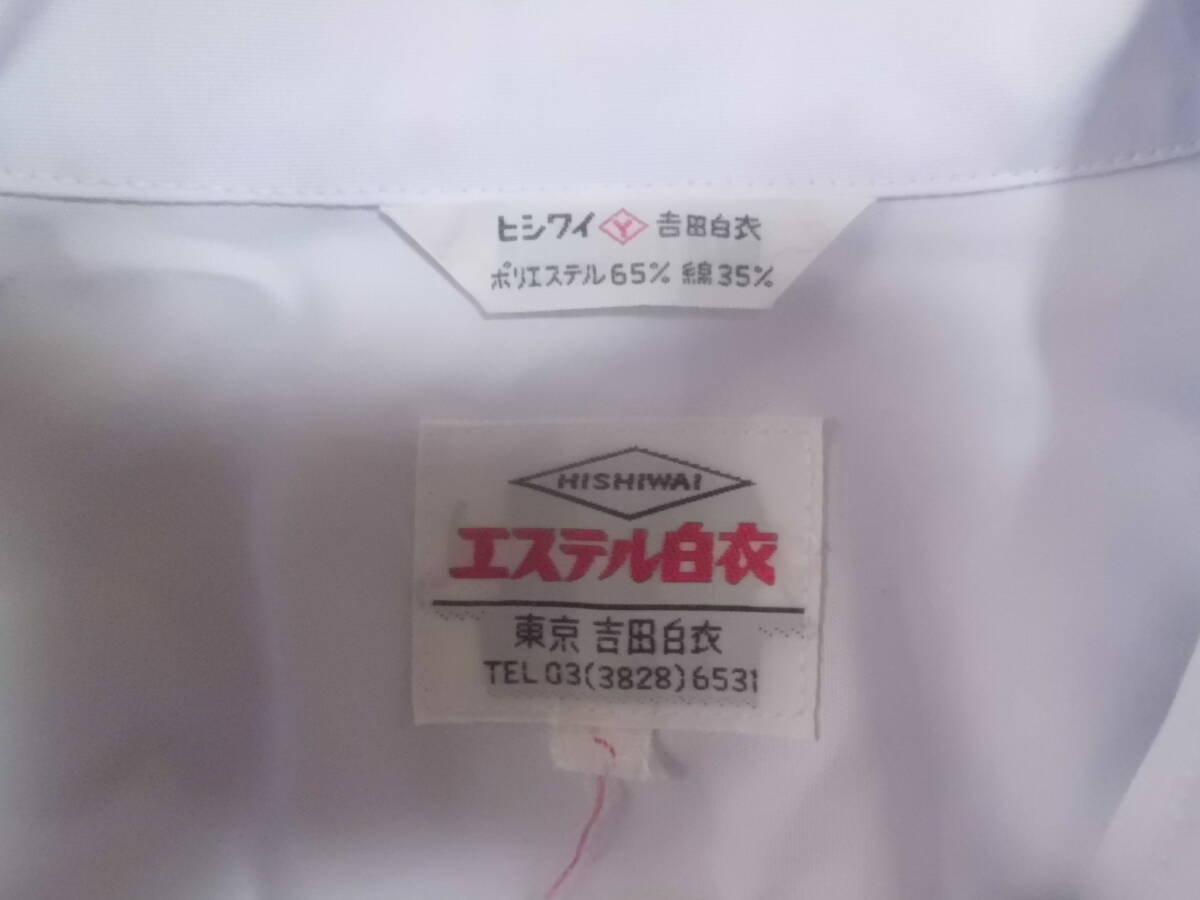 ヒシワイ Y 吉田白衣
ポリエステル65% 綿35%
HISHIWAI
エステル白衣
東京 吉田白衣
TEL 03(3828)6531